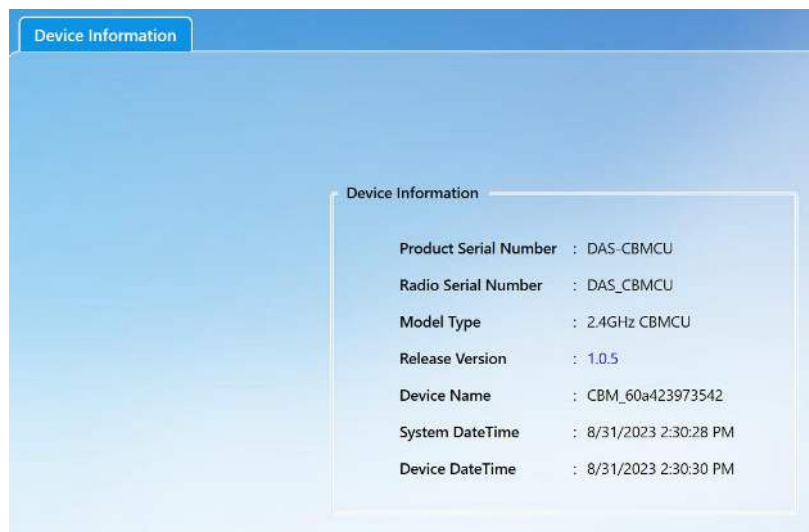 Device Information
Device Information
Product Serial Number : DAS-CBMCU
Radio Serial Number : DAS_CBMCU
Model Type : 2.4GHz CBMCU
Release Version : 1.0.5
Device Name : CBM_60a423973542
System DateTime : 8/31/2023 2:30:28 PM
Device DateTime : 8/31/2023 2:30:30 PM